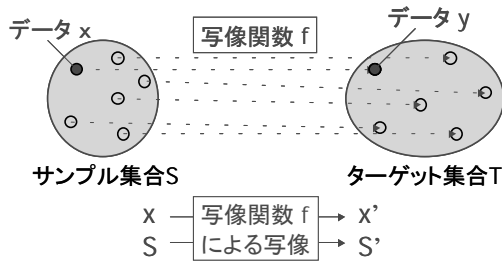 データ x
写像関数 f
データ y
サンプル集合S
ターゲット集合T
x
写像関数 f
x'
S
による写像
S'